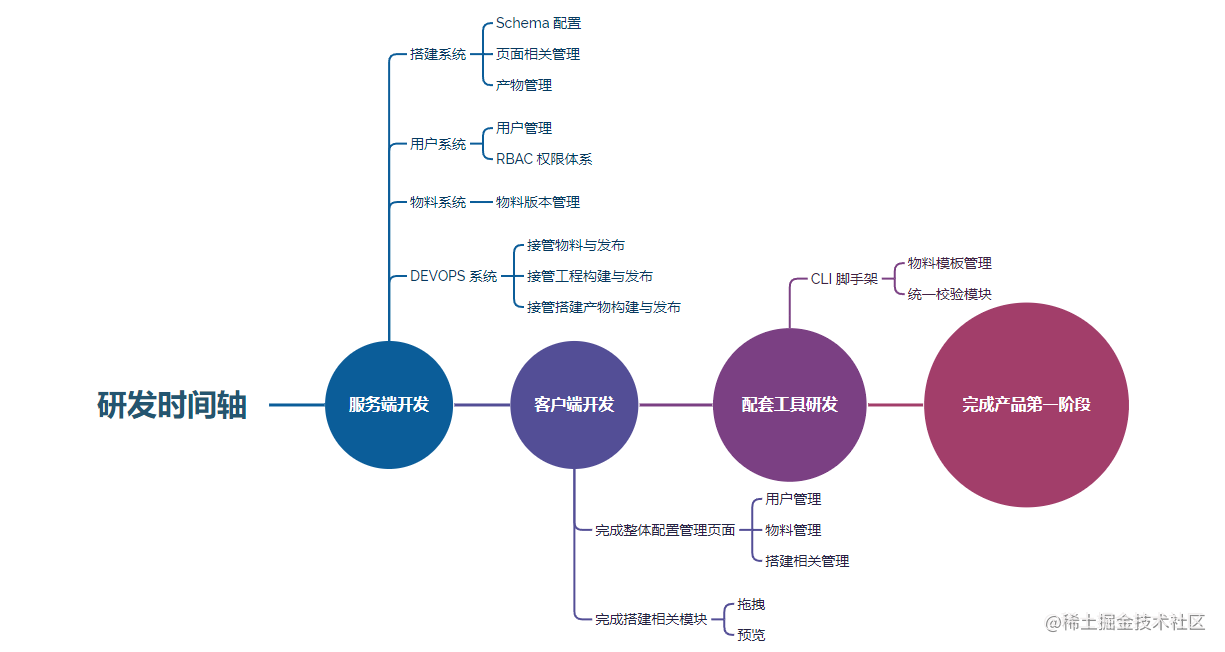 研发时间轴
服务端开发
搭建系统
Schema 配置
页面相关管理
产物管理
用户系统
用户管理
RBAC 权限体系
物料系统
物料版本管理
DEVOPS 系统
接管物料与发布
接管工程构建与发布
接管搭建产物构建与发布
客户端开发
完成整体配置管理页面
用户管理
物料管理
搭建相关管理
完成搭建相关模块
拖拽
预览
配套工具研发
CLI 脚手架
物料模板管理
统一校验模块
完成产品第一阶段
@稀土掘金技术社区